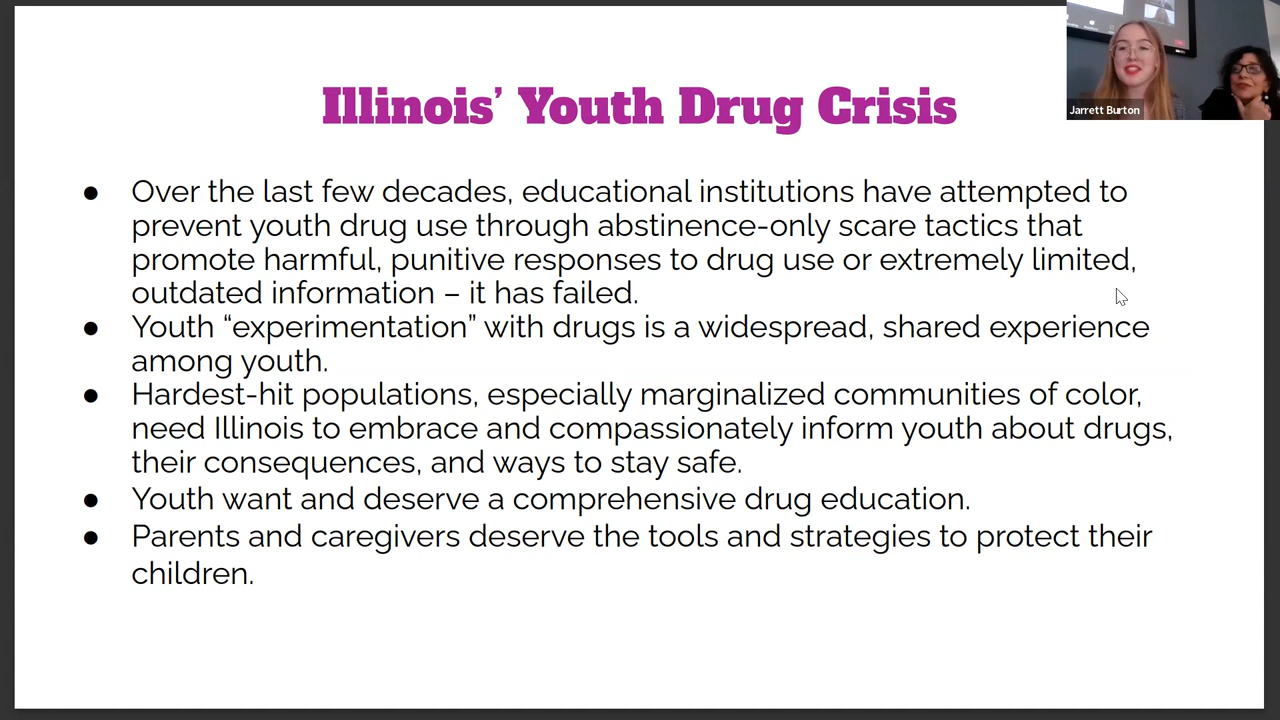 Illinois’ Youth Drug Crisis
Jarrett Burton
● Over the last few decades, educational institutions have attempted to
prevent youth drug use through abstinence-only scare tactics that
promote harmful, punitive responses to drug use or extremely limited,
outdated information – it has failed.
● Youth “experimentation” with drugs is a widespread, shared experience
among youth.
● Hardest-hit populations, especially marginalized communities of color,
need Illinois to embrace and compassionately inform youth about drugs,
their consequences, and ways to stay safe.
● Youth want and deserve a comprehensive drug education.
● Parents and caregivers deserve the tools and strategies to protect their
children.